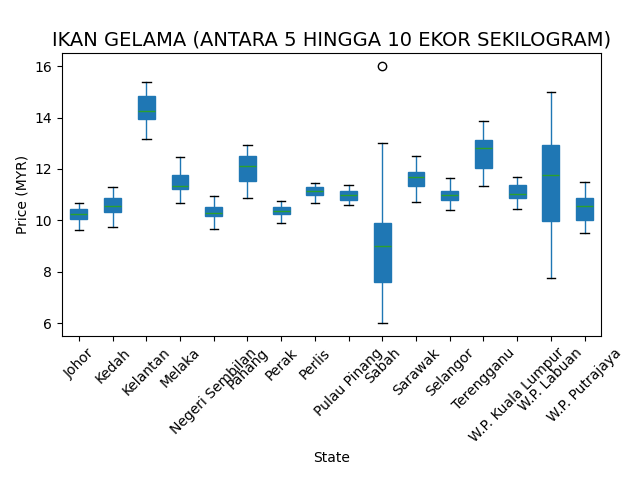 IKAN GELAMA (ANTARA 5 HINGGA 10 EKOR SEKILOGRAM)
16
14
12
10
8
6
Price (MYR)
Johor
Kedah
Kelantan
Melaka
Negeri Sembilan
Pahang
Perak
Perlis
Pulau Pinang
Sabah
Sarawak
Selangor
Terengganu
W.P. Kuala Lumpur
W.P. Labuan
W.P. Putrajaya
State